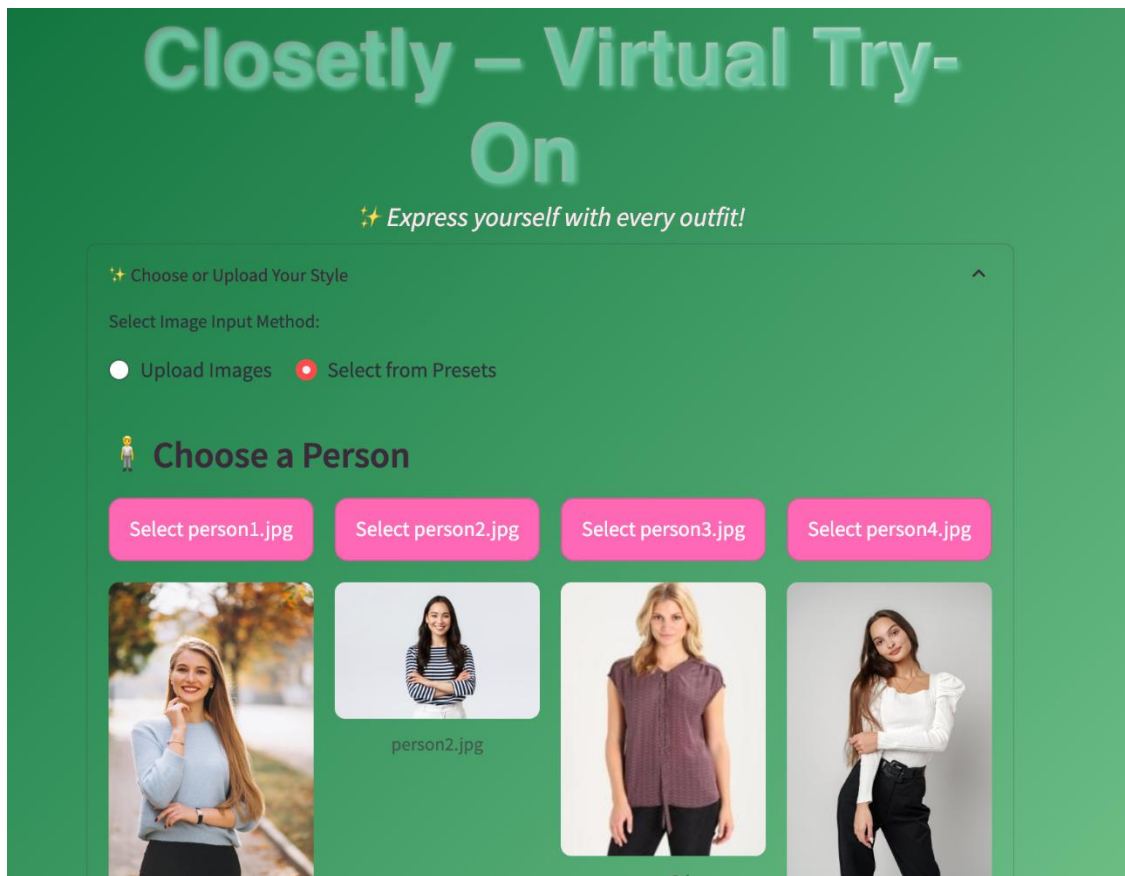 Closetly – Virtual Try-
On
✨ Express yourself with every outfit!
✨ Choose or Upload Your Style
Select Image Input Method:
Upload Images Select from Presets
🧍 Choose a Person
Select person1.jpg Select person2.jpg Select person3.jpg Select person4.jpg
person2.jpg